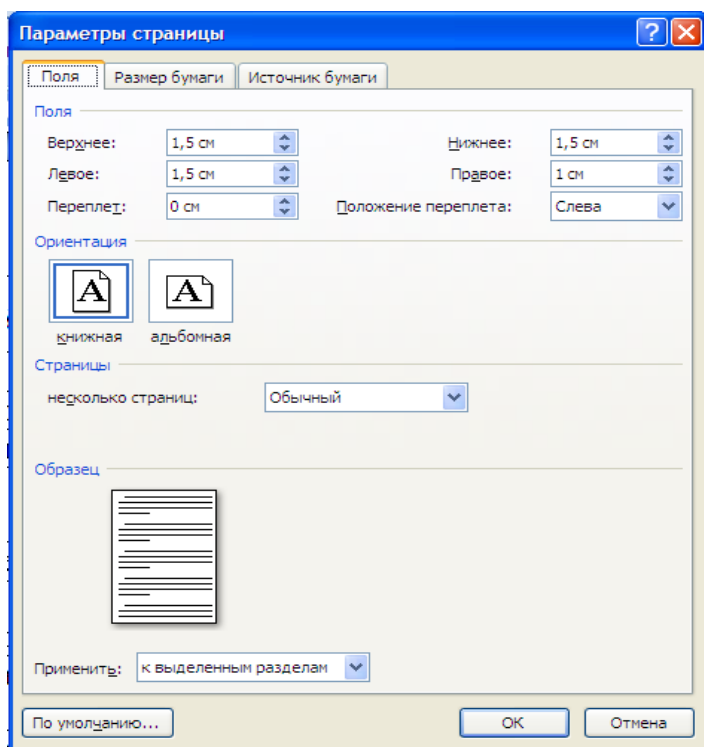 Параметры страницы
Поля Размер бумаги Источник бумаги
Поля
Верхнее: 1,5 см Нижнее: 1,5 см
Левое: 1,5 см Правое: 1 см
Переплет: 0 см Положение переплета: Слева
Ориентация
A A
книжная альбомная
Страницы
несколько страниц: Обычный
Образец
Применить: к выделенным разделам
По умолчанию... ОК Отмена